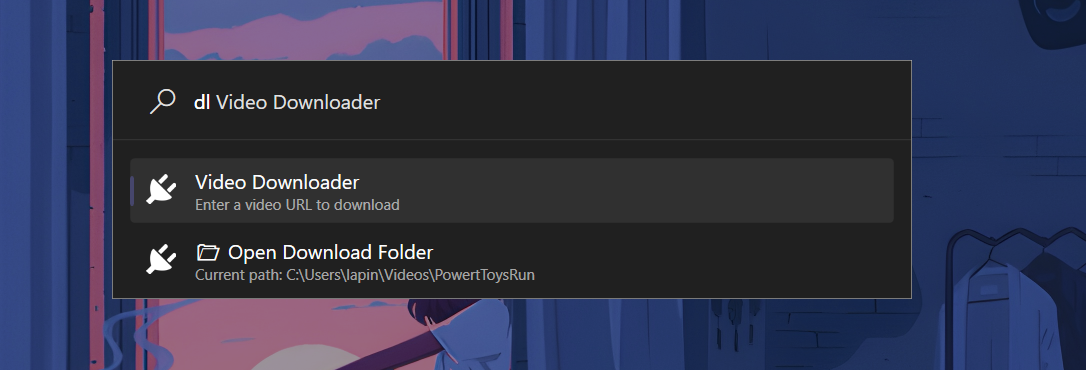 dl Video Downloader
Video Downloader
Enter a video URL to download
Open Download Folder
Current path: C:\Users\lapin\Videos\PowertToysRun